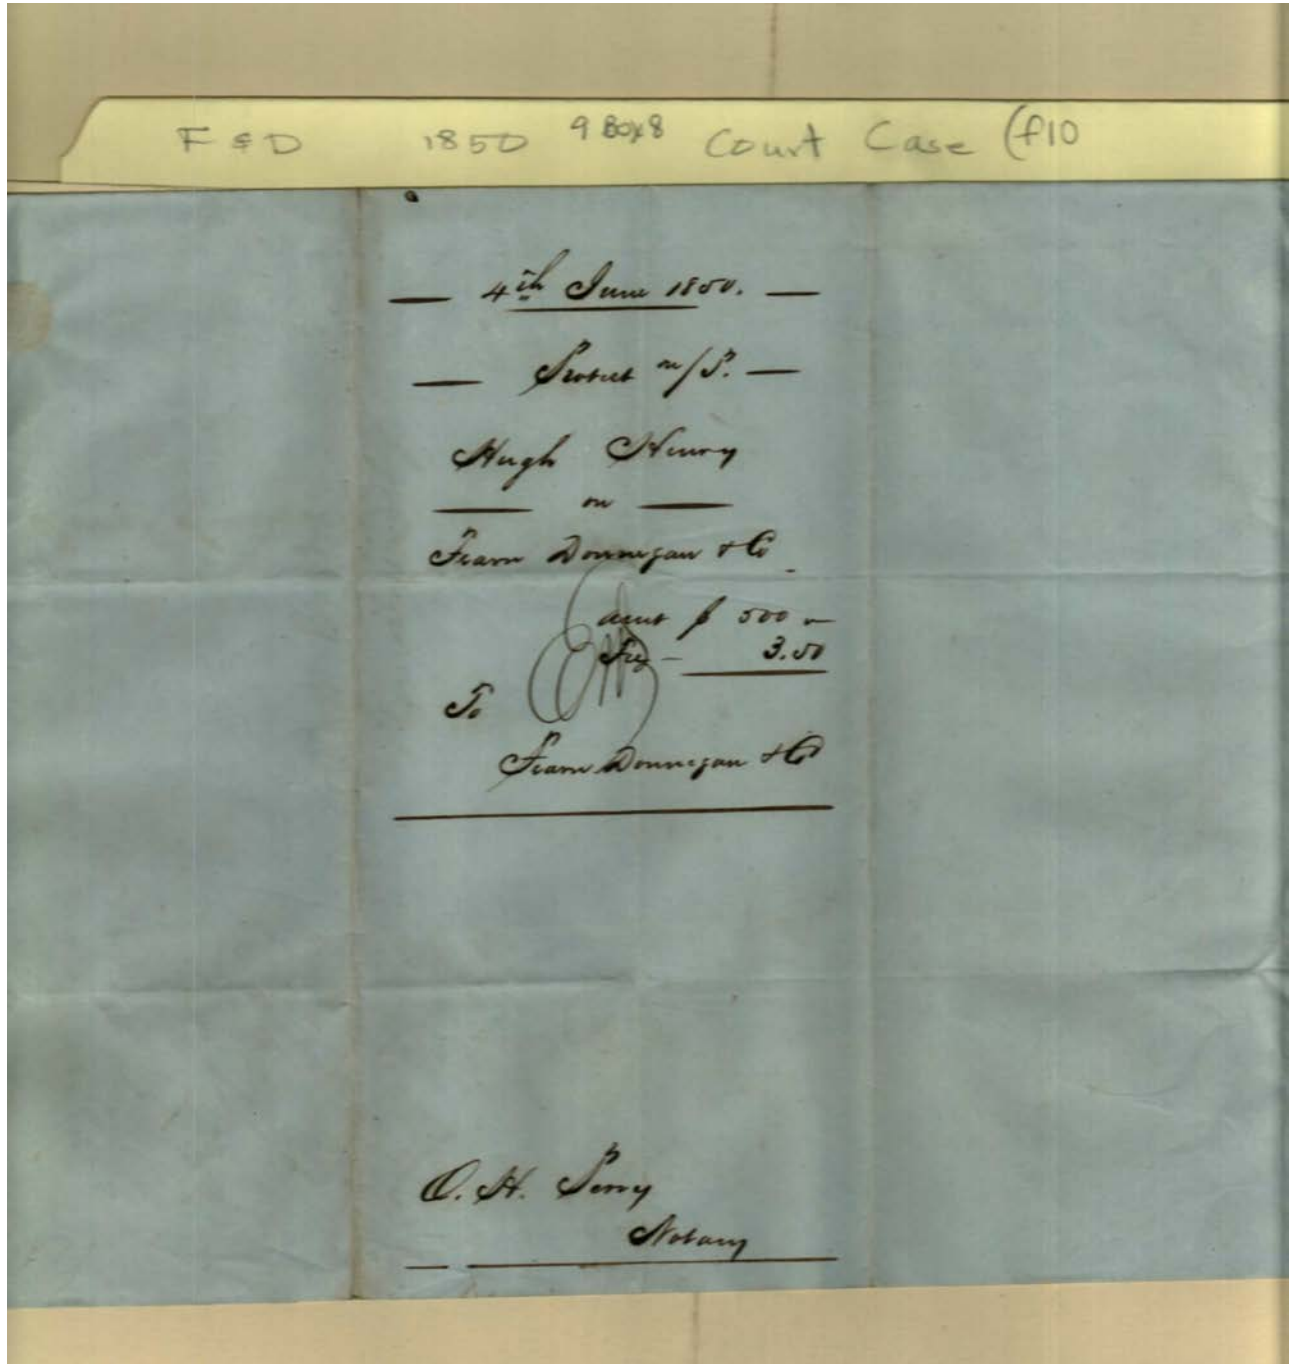 F & D 1850 9 Box 8 Court Case (f10
4th June 1850.
Protest n/P.
Hugh Henry
on
Fearn Donnegan & Co
amt $ 500 —
Fees — 3.50
To
Fearn Donnegan & Co
O. H. Perry
Notary